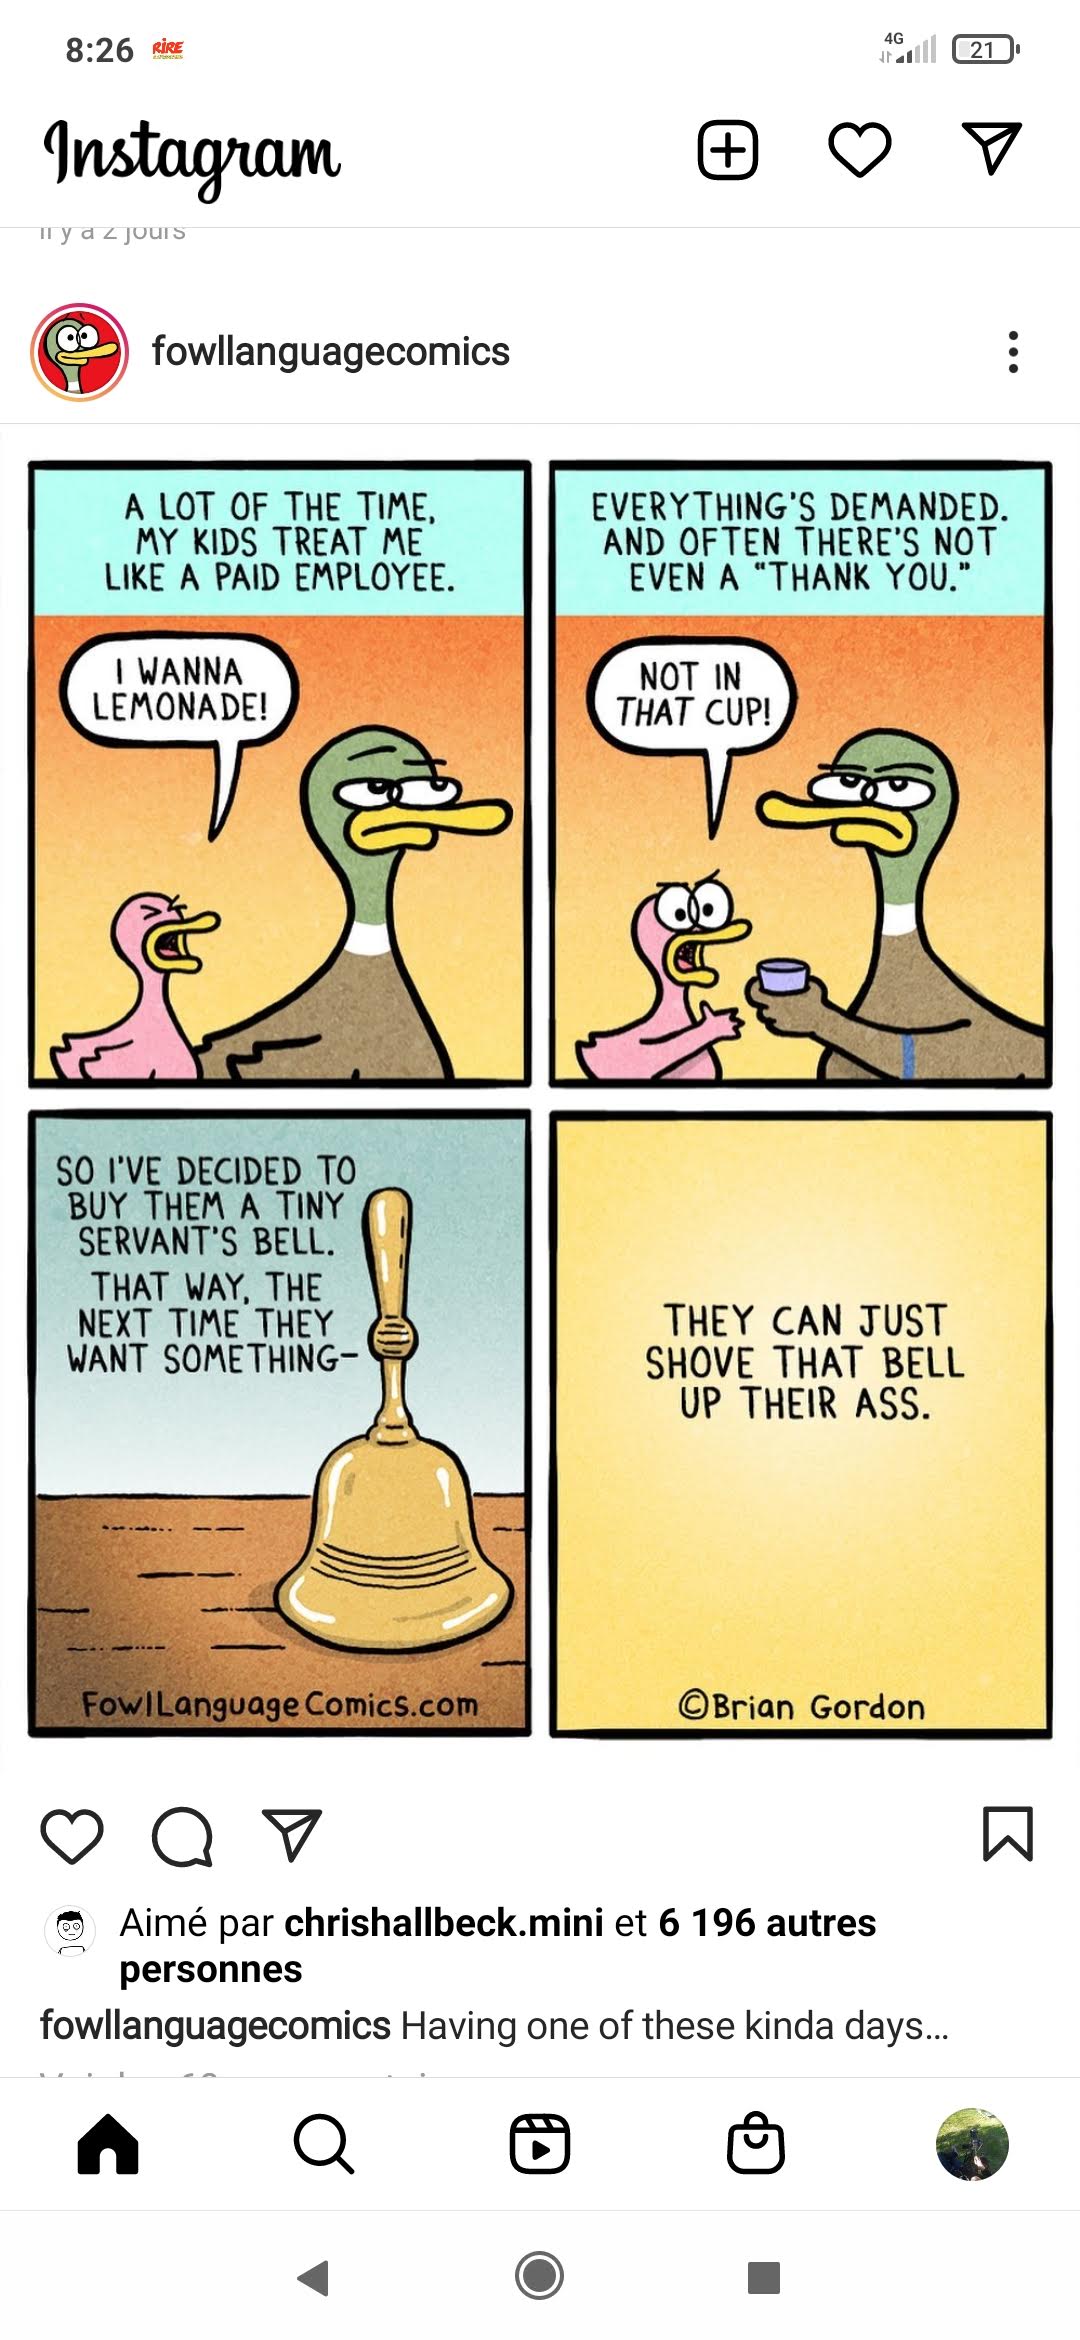 8:26 RIRE
4G
21
Instagram
Il y a 2 jours
fowllanguagecomics
A LOT OF THE TIME,
MY KIDS TREAT ME
LIKE A PAID EMPLOYEE.
I WANNA
LEMONADE!
EVERYTHING'S DEMANDED.
AND OFTEN THERE'S NOT
EVEN A "THANK YOU."
NOT IN
THAT CUP!
SO I'VE DECIDED TO
BUY THEM A TINY
SERVANT'S BELL.
THAT WAY, THE
NEXT TIME THEY
WANT SOMETHING-
FowlLanguageComics.com
THEY CAN JUST
SHOVE THAT BELL
UP THEIR ASS.
©Brian Gordon
Aimé par chrishallbeck.mini et 6 196 autres
personnes
fowllanguagecomics Having one of these kinda days...